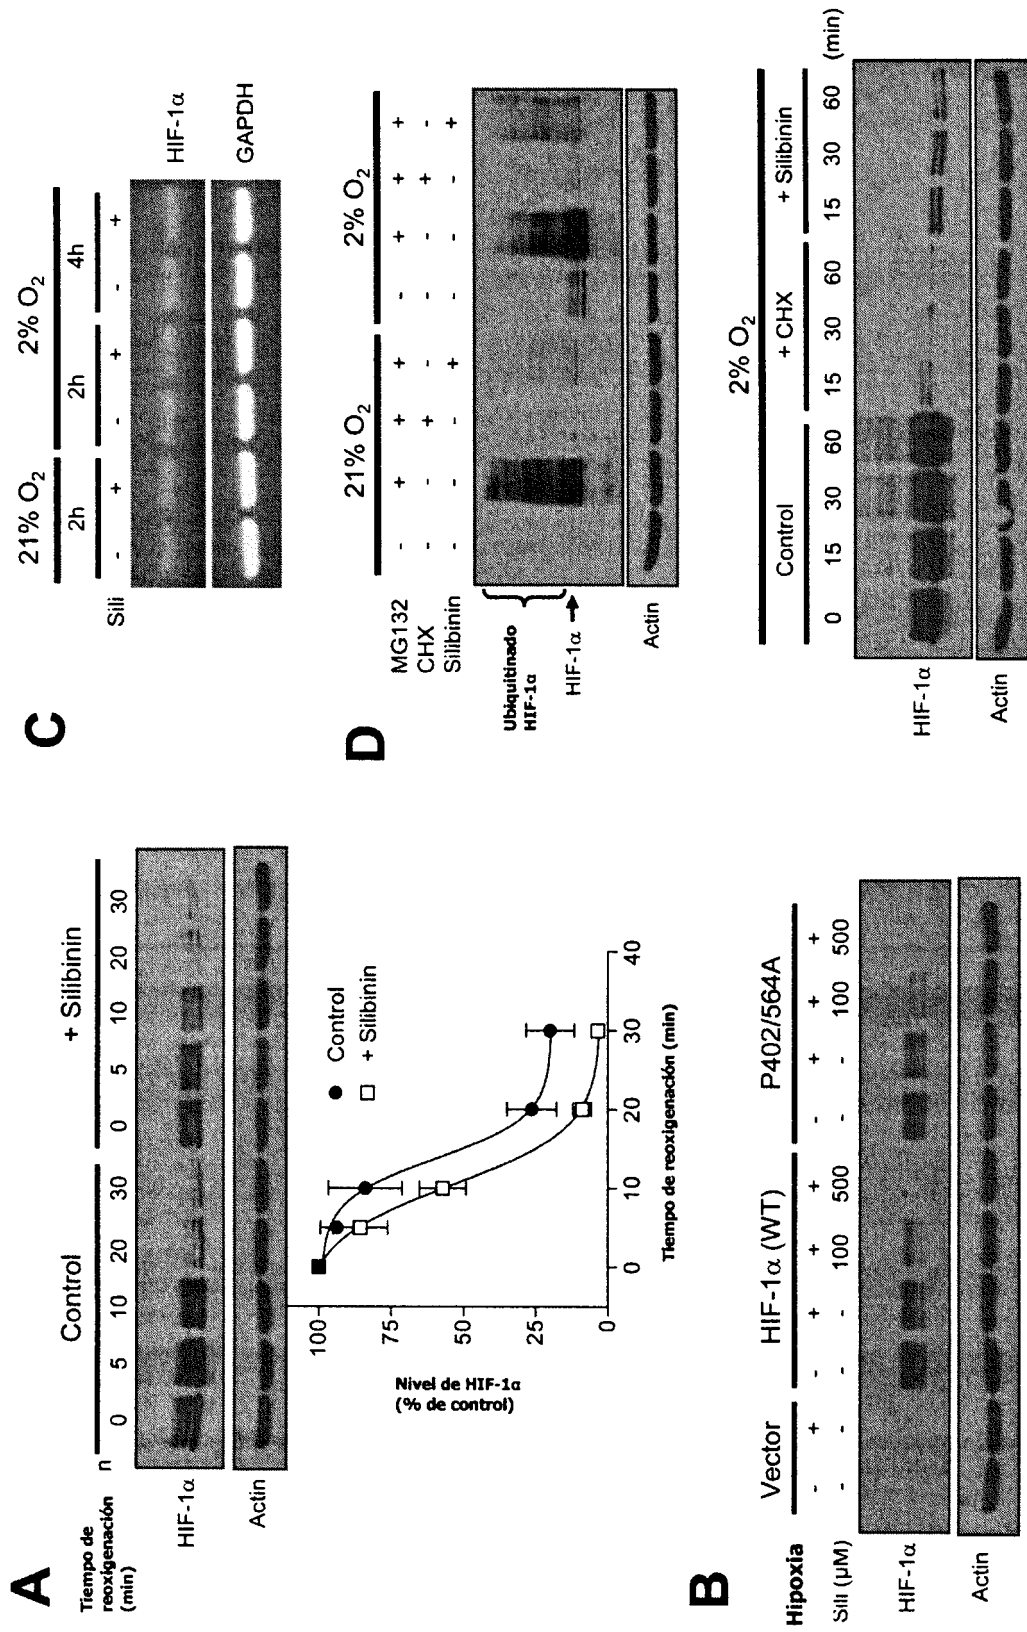 A
Tiempo de
reoxigenación
(min)
n
Control
+ Silibinin
0 5 10 20 30 0 5 10 20 30
HIF-1α
Actin
Nivel de HIF-1α
(% de control)
100
75
50
25
0
Control
+ Silibinin
0 10 20 30 40
Tiempo de reoxigenación (min)
B
Vector HIF-1α (WT) P402/564A
Hipoxia - + - + + + - + + +
Sili (µM) - - - - 100 500 - - 100 500
HIF-1α
Actin
C
21% O2 2% O2
2h 2h 4h
Sili - + - + - +
HIF-1α
GAPDH
D
21% O2 2% O2
MG132 - + + + - + + +
CHX - - + - - - + -
Silibinin - - - + - - - +
Ubiquitinado
HIF-1α
HIF-1α
Actin
2% O2
Control + CHX + Silibinin
0 15 30 60 15 30 60 15 30 60 (min)
HIF-1α
Actin